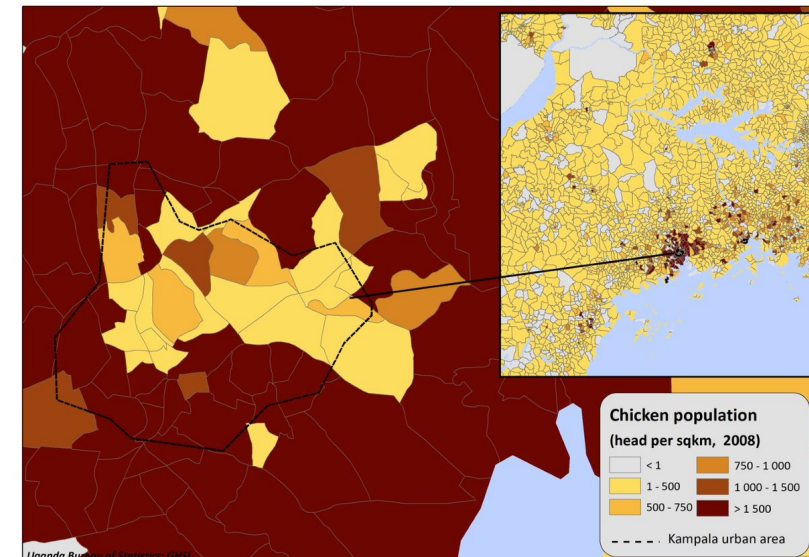 Chicken population
(head per sqkm, 2008)
< 1
1 - 500
500 - 750
750 - 1 000
1 000 - 1 500
> 1 500
Kampala urban area
Uganda Bureau of Statistics; GHSL